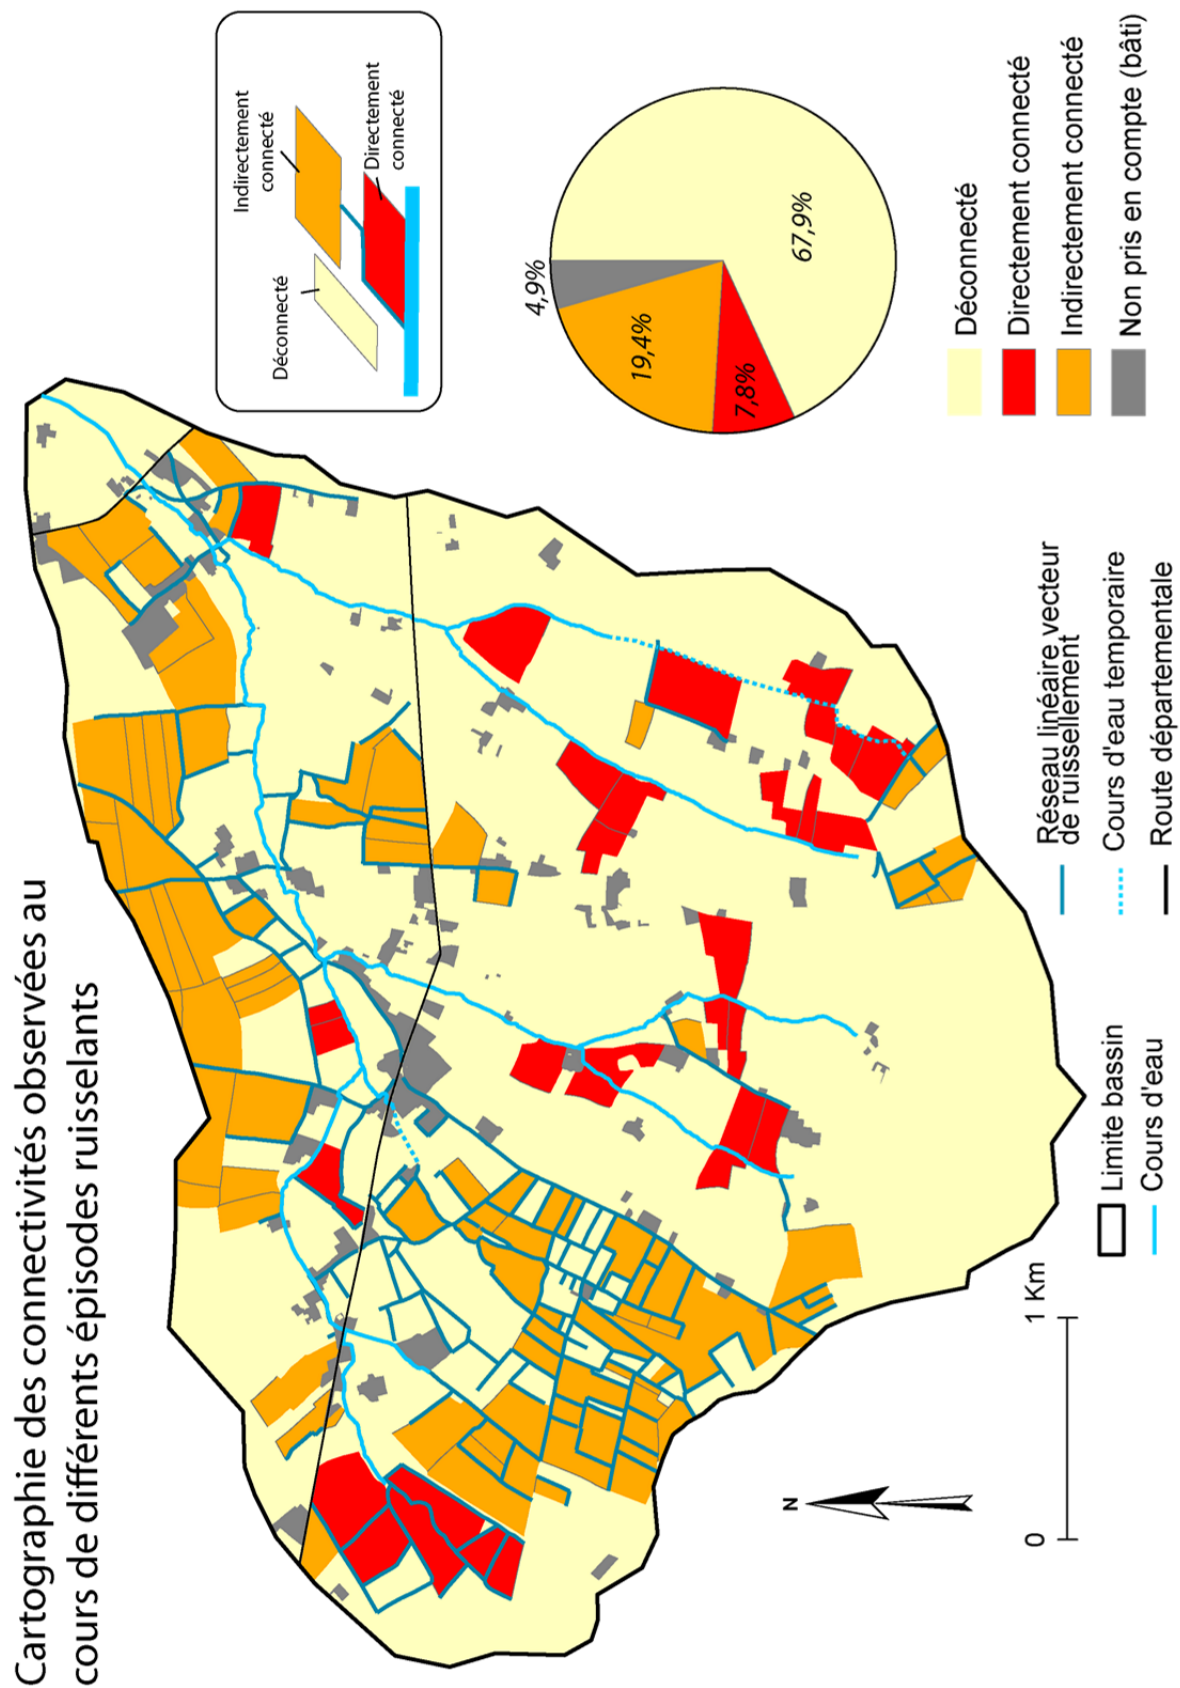 Cartographie des connectivités observées au
cours de différents épisodes ruisselants
Déconnecté
Indirectement
connecté
Directement
connecté
4,9%
19,4%
7,8%
67,9%
Déconnecté
Directement connecté
Indirectement connecté
Non pris en compte (bâti)
N
0
1 Km
Limite bassin
Cours d'eau
Réseau linéaire vecteur
de ruissellement
Cours d'eau temporaire
Route départementale